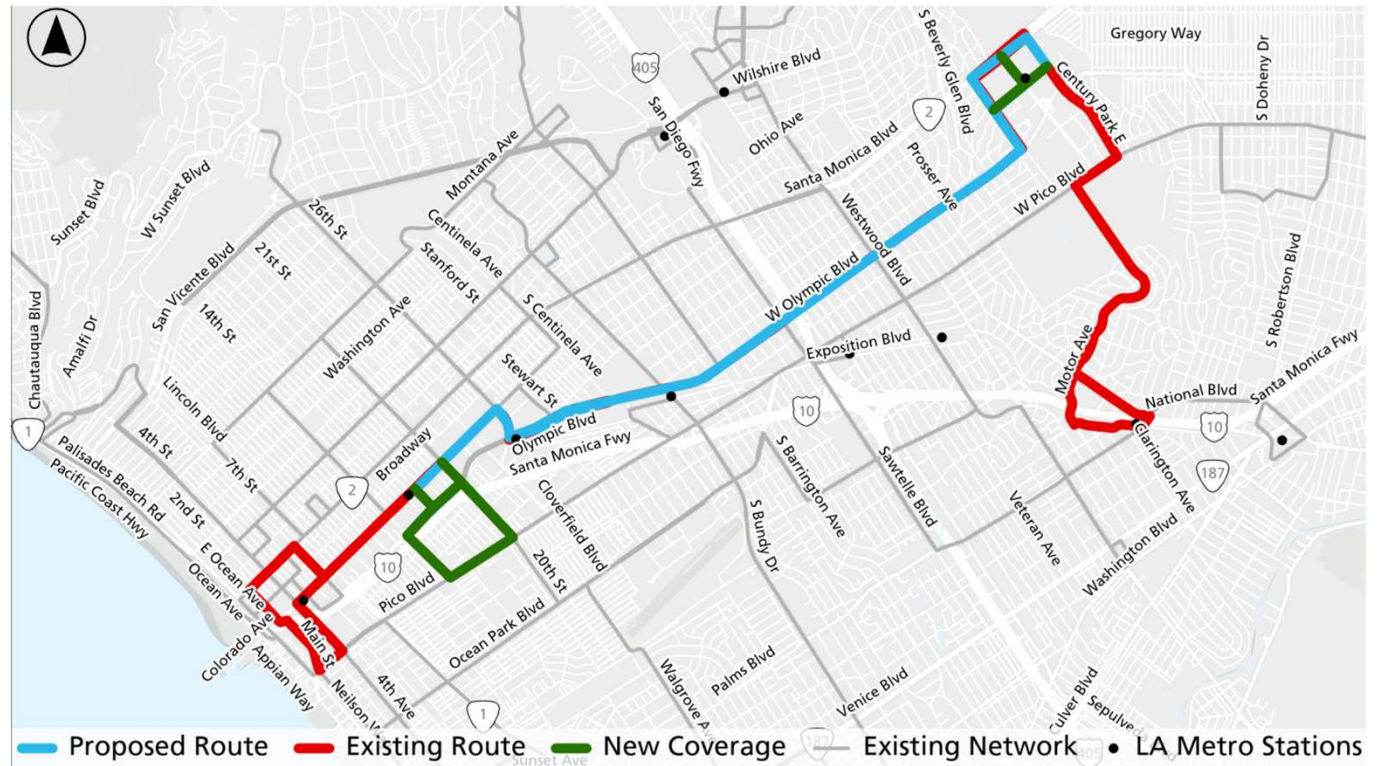 Gregory Way
S Doheny Dr
S Beverly Glen Blvd
405
Wilshire Blvd
Century Park E
San Diego Fwy
Ohio Ave
2
Santa Monica Blvd
Prosser Ave
W Pico Blvd
Montana Ave
Sunset Blvd
W Sunset Blvd
26th St
Centinela Ave
Stanford St
Westwood Blvd
21st St
San Vicente Blvd
S Centinela Ave
W Olympic Blvd
S Robertson Blvd
14th St
Washington Ave
Chautauqua Blvd
Amalfi Dr
Stewart St
Exposition Blvd
Motor Ave
Santa Monica Fwy
Lincoln Blvd
National Blvd
10
10
1
4th St
Broadway
Olympic Blvd
Santa Monica Fwy
Clarington Ave
7th St
187
Palisades Beach Rd
Pacific Coast Hwy
2
2nd St
Cloverfield Blvd
S Barrington Ave
Sawtelle Blvd
S Bundy Dr
Veteran Ave
Washington Blvd
E Ocean Ave
Ocean Ave
10
Pico Blvd
20th St
Colorado Ave
Main St
Ocean Park Blvd
Appian Way
Neilson W
4th Ave
Walgrove Ave
Palms Blvd
Venice Blvd
Culver Blvd
Sepulveda
1
Proposed Route
Existing Route
New Coverage
Existing Network
LA Metro Stations
Sunset Ave
187
405